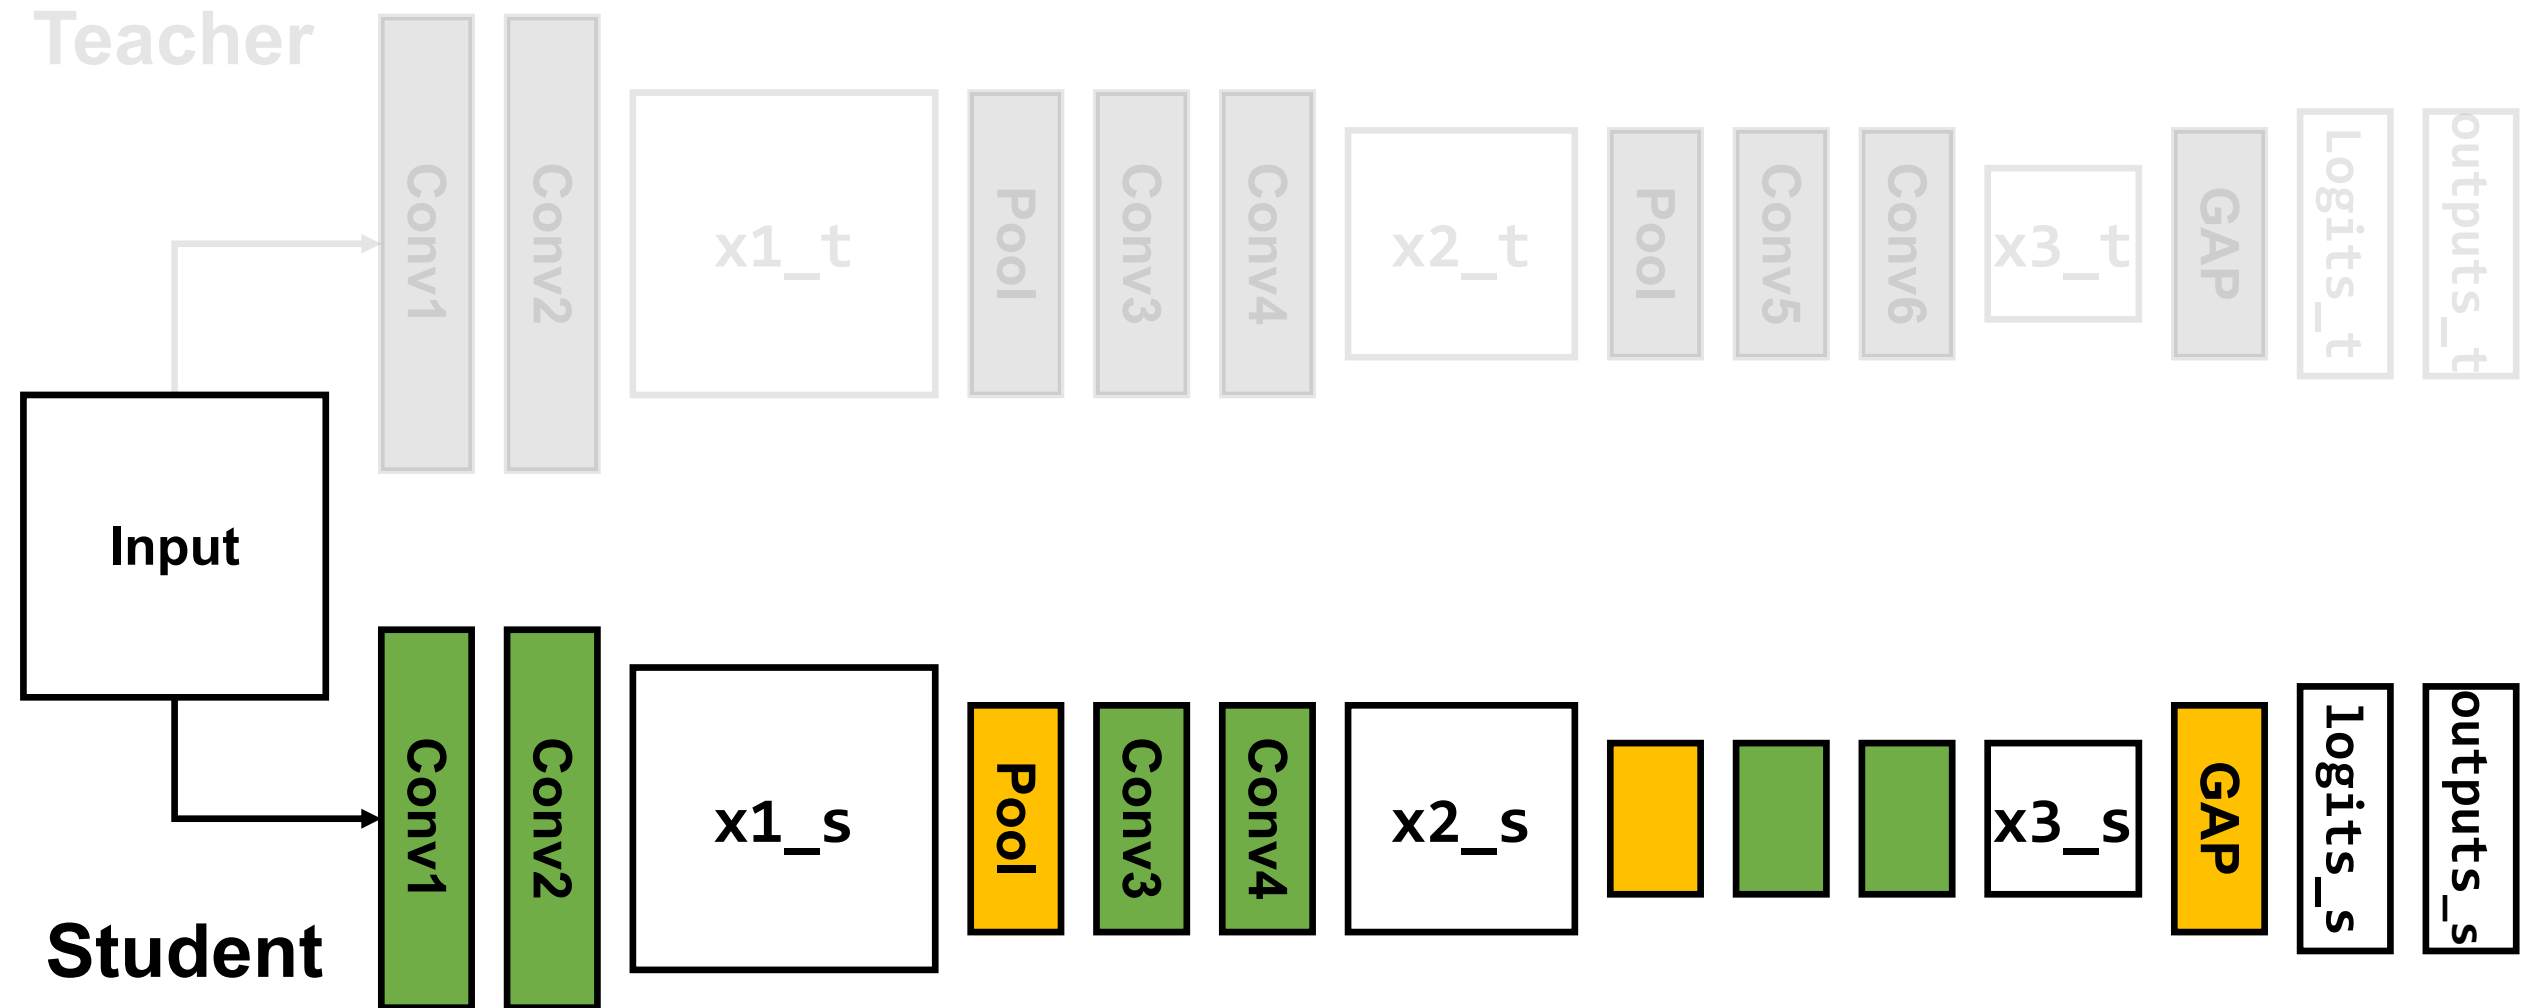 Teacher
Conv1
Conv2
x1_t
Pool
Conv3
Conv4
x2_t
Pool
Conv5
Conv6
x3_t
GAP
Logits_t
outputs_t
Input
Student
Conv1
Conv2
x1_s
Pool
Conv3
Conv4
x2_s
x3_s
GAP
logits_s
outputs_s